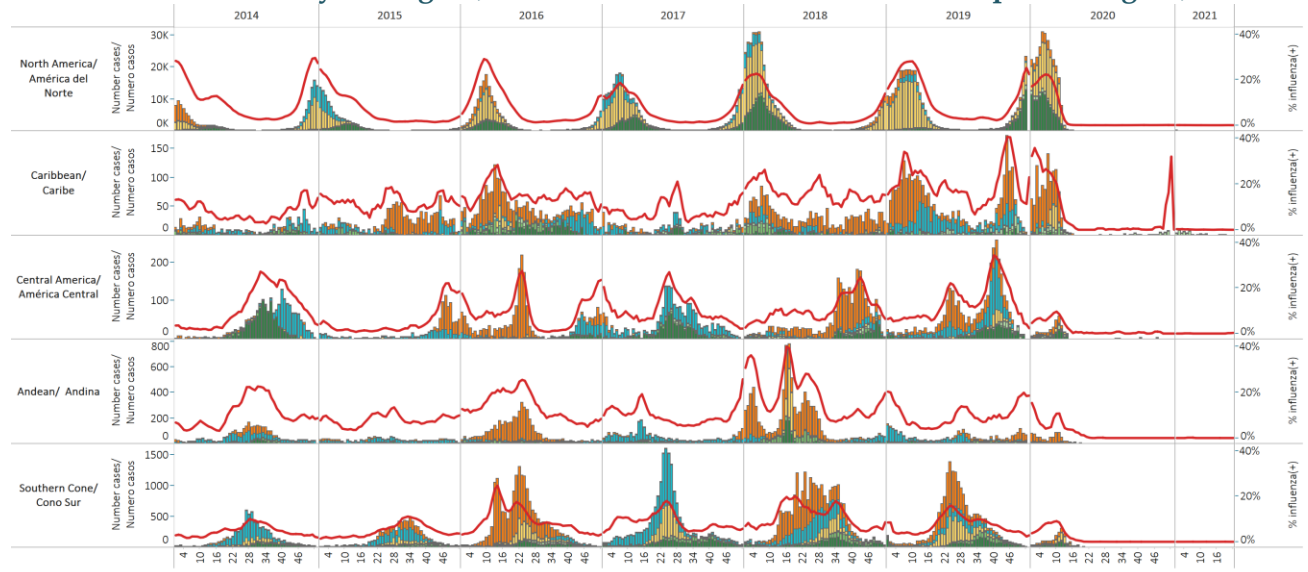 2014 2015 2016 2017 2018 2019 2020 2021
North America/
América del
Norte
Number cases/
Numero casos
30K
20K
10K
0K
40%
20%
0%
% influenza(+)
Caribbean/
Caribe
Number cases/
Numero casos
150
100
50
0
40%
20%
0%
% influenza(+)
Central America/
América Central
Number cases/
Numero casos
200
100
0
40%
20%
0%
% influenza(+)
Andean/ Andina
Number cases/
Numero casos
800
600
400
200
0
40%
20%
0%
% influenza(+)
Southern Cone/
Cono Sur
Number cases/
Numero casos
1500
1000
500
0
40%
20%
0%
% influenza(+)
4 10 16 22 28 34 40 46 4 10 16 22 28 34 40 46 4 10 16 22 28 34 40 46 4 10 16 22 28 34 40 46 4 10 16 22 28 34 40 46 4 10 16 22 28 34 40 46 4 10 16 22 28 34 40 46 4 10 16